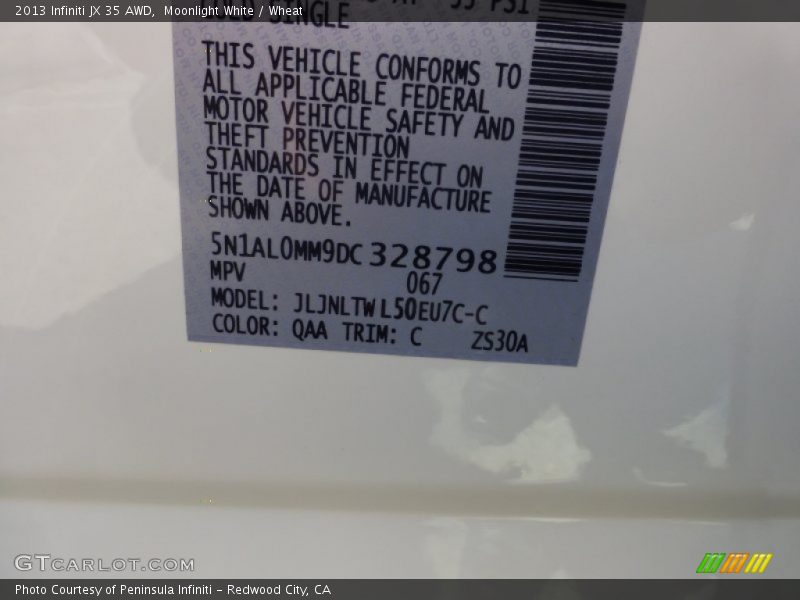 2013 Infiniti JX 35 AWD, Moonlight White / Wheat
PSI
SINGLE
THIS VEHICLE CONFORMS TO
ALL APPLICABLE FEDERAL
MOTOR VEHICLE SAFETY AND
THEFT PREVENTION
STANDARDS IN EFFECT ON
THE DATE OF MANUFACTURE
SHOWN ABOVE.
5N1AL0MM9DC328798
MPV 067
MODEL: JLJNLTWL50EU7C-C
COLOR: QAA TRIM: C ZS30A
GTCARLOT.COM
Photo Courtesy of Peninsula Infiniti - Redwood City, CA